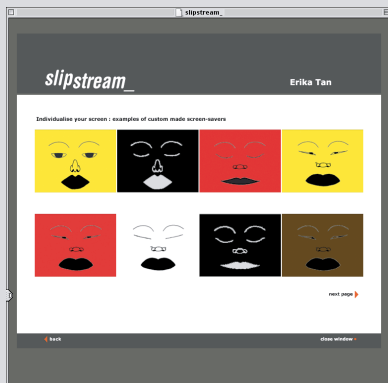 slipstream_
slipstream_
Erika Tan
Individualise your screen : examples of custom made screen-savers
next page
back
close window